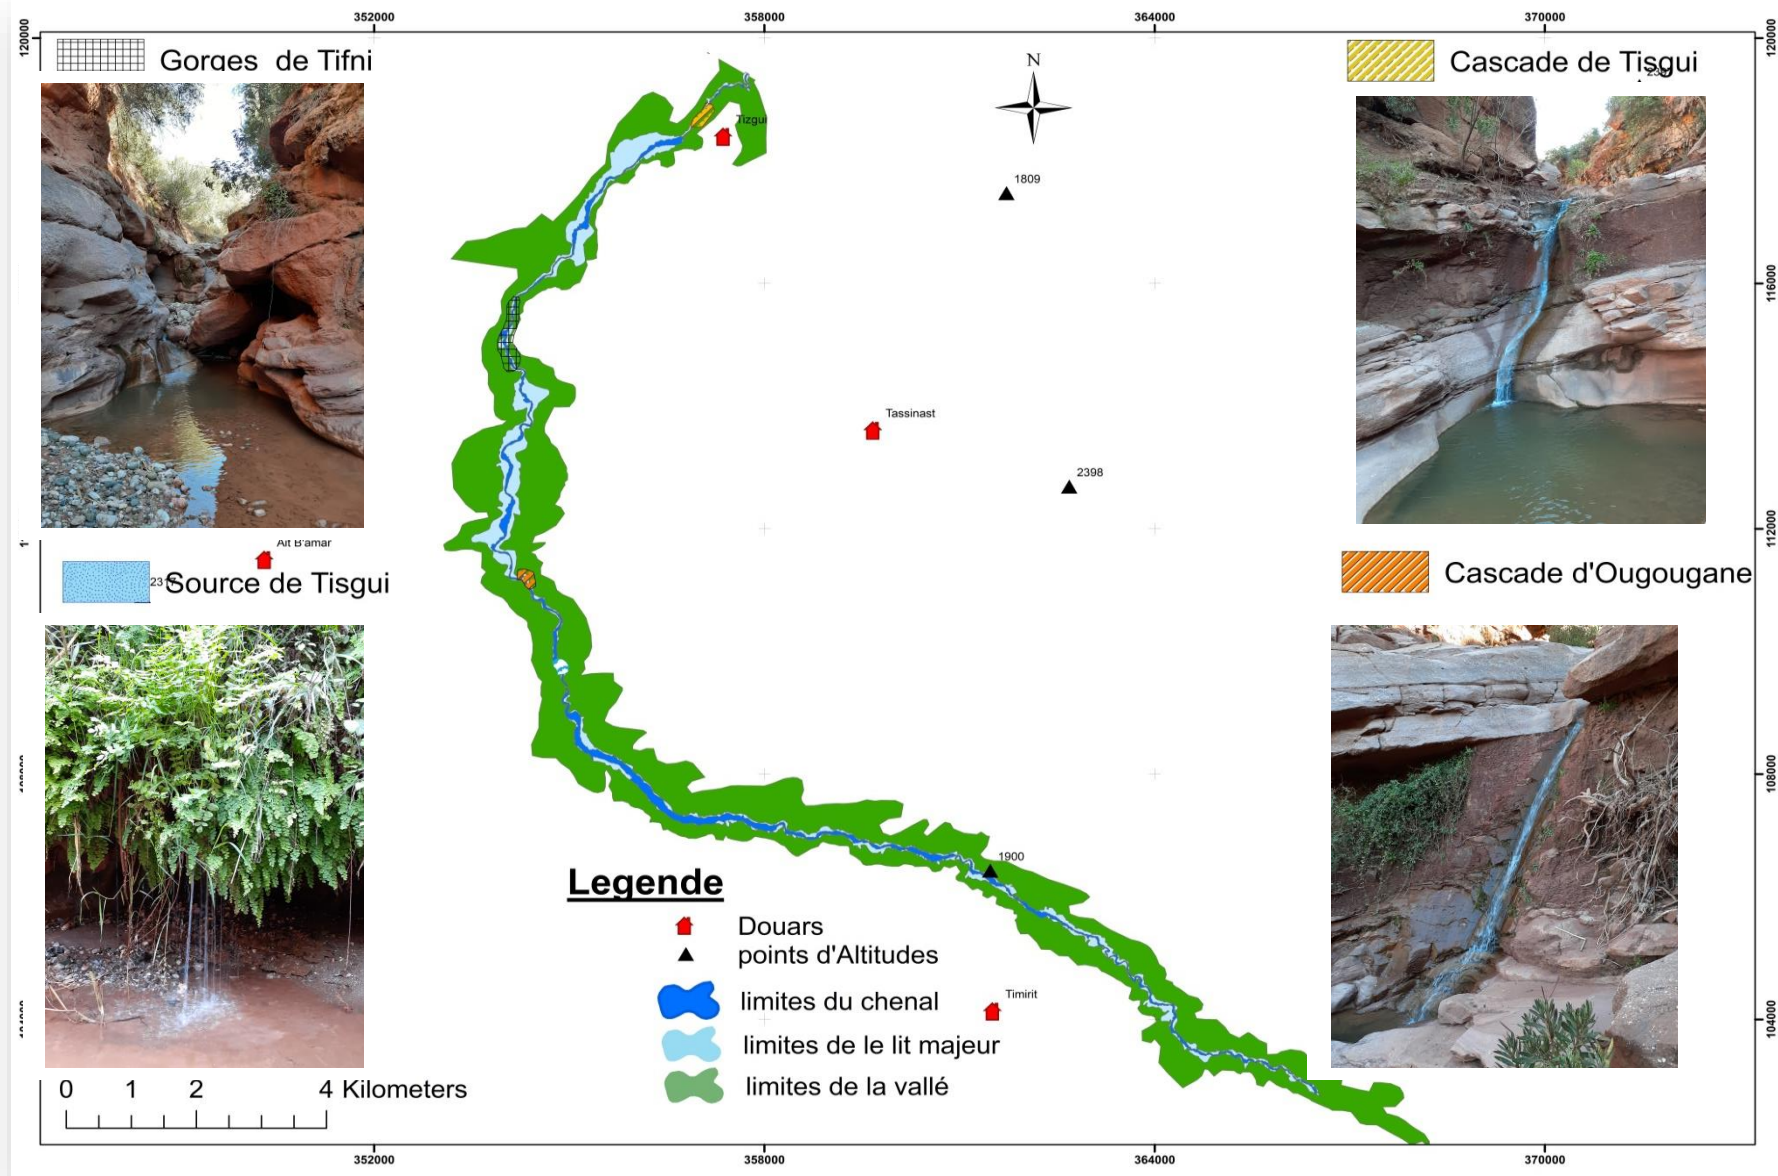 352000
358000
364000
370000
120000
120000
Gorges de Tifni
N
Cascade de Tisgui
Tizgui
1809
116000
Tassinast
2398
112000
Ait B'amar
Source de Tisgui
Cascade d'Ougougane
108000
1900
Legende
Douars
points d'Altitudes
limites du chenal
Timirit
limites de le lit majeur
104000
limites de la vallé
0 1 2 4 Kilometers
352000
358000
364000
370000